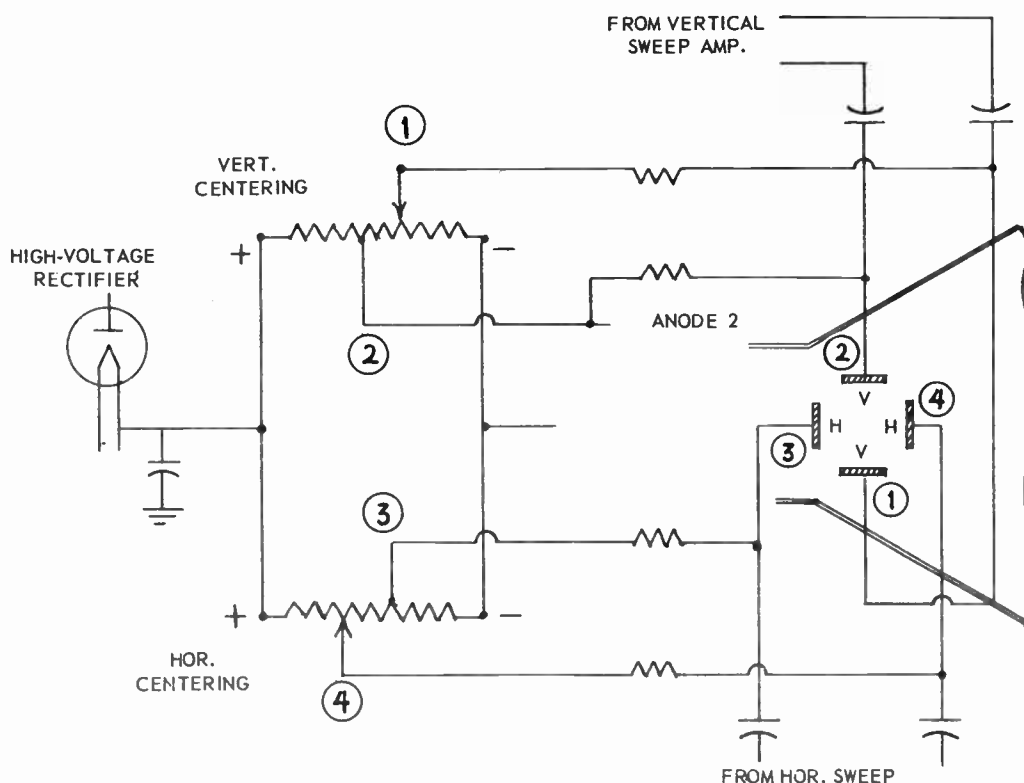 FROM VERTICAL
SWEEP AMP.
1
VERT.
CENTERING
+
−
HIGH-VOLTAGE
RECTIFIER
ANODE 2
2
2
4
V
H
H
3
V
3
1
+
−
HOR.
CENTERING
4
FROM HOR. SWEEP